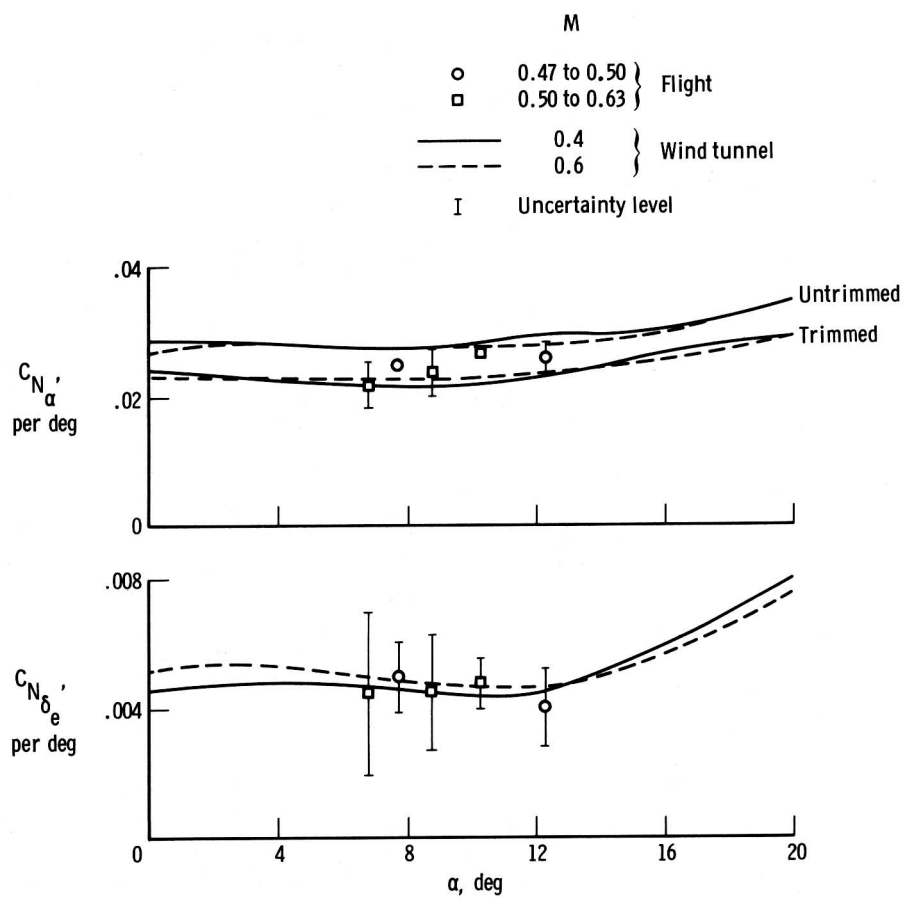 M
0.47 to 0.50
0.50 to 0.63
Flight
0.4
0.6
Wind tunnel
Uncertainty level
.04
.02
0
C_Nα,
per deg
Untrimmed
Trimmed
.008
.004
C_Nδe,
per deg
0 4 8 12 16 20
α, deg